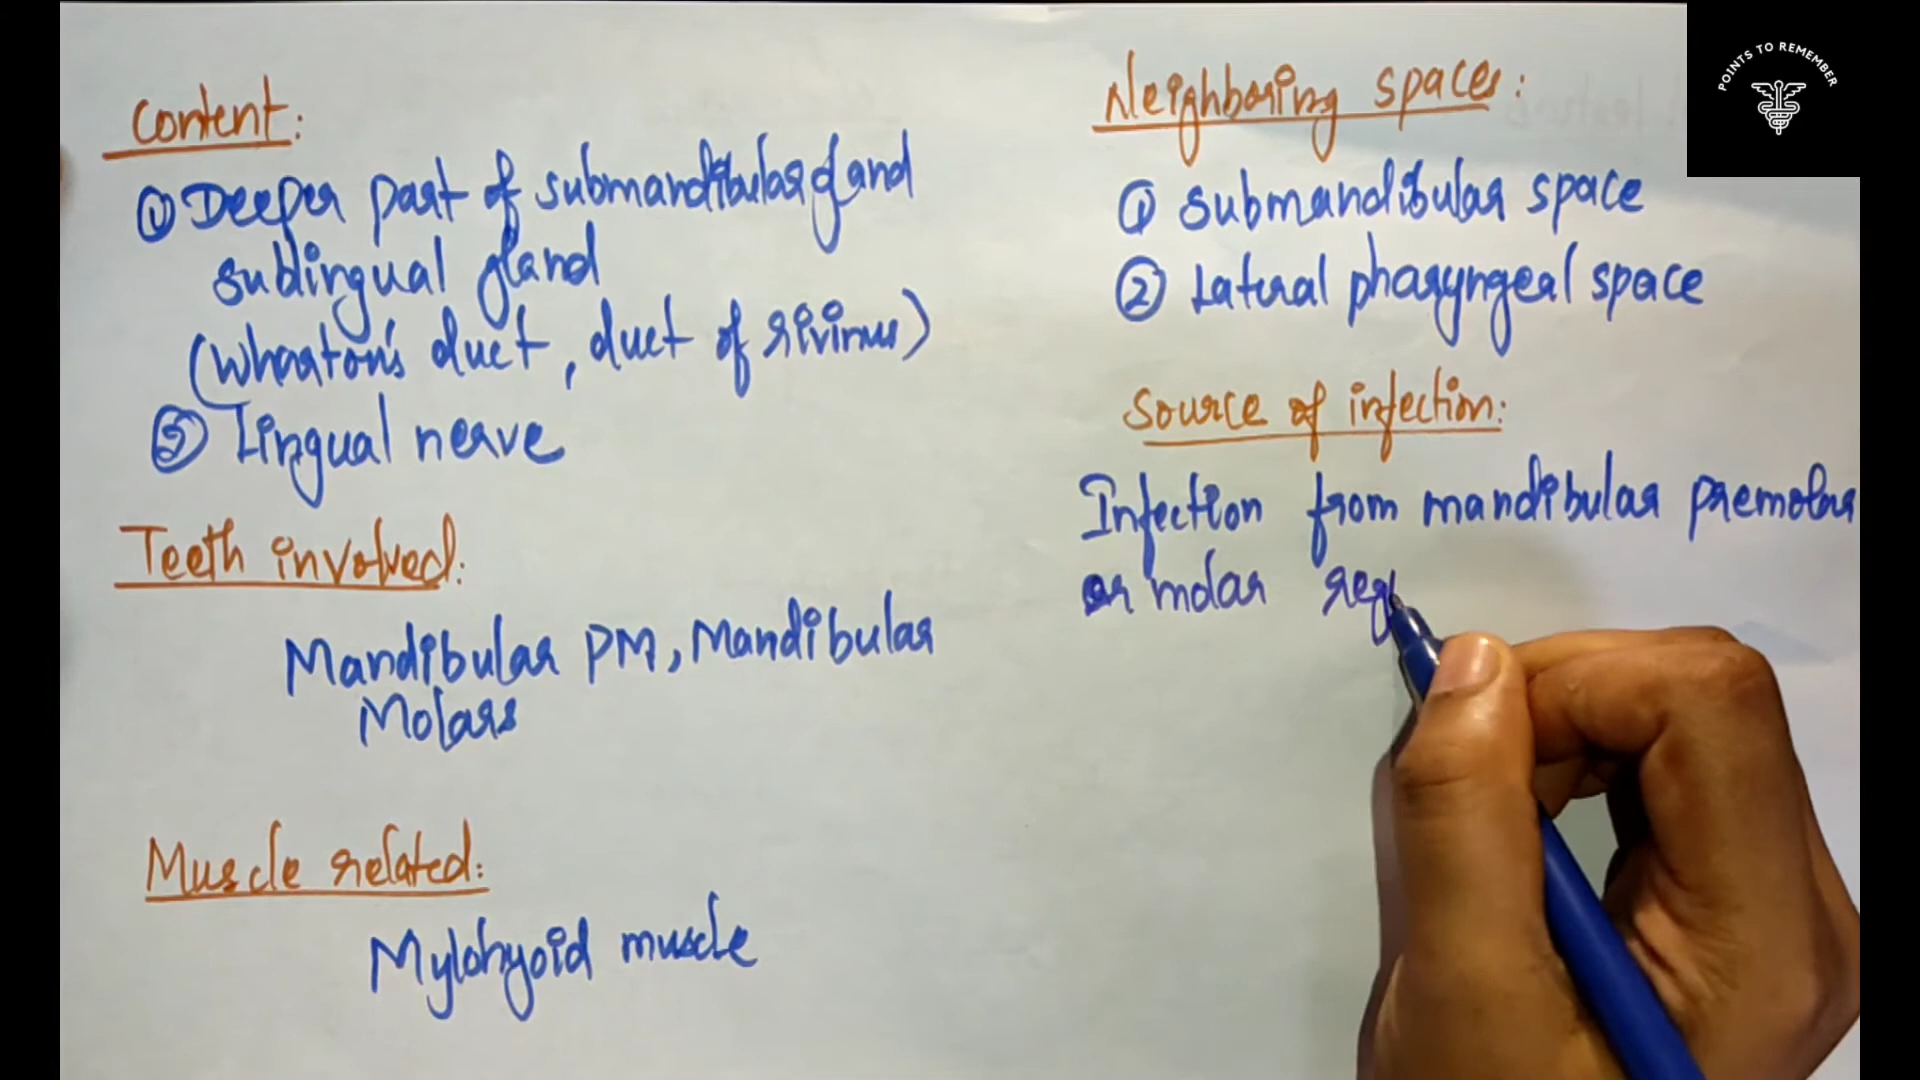 Content:
① Deeper part of submandibular gland
sublingual gland
(Wharton's duct, duct of rivinus)
③ Lingual nerve
Teeth involved:
Mandibular PM, Mandibular
Molars
Muscle related:
Mylohyoid muscle
Neighboring spaces:
① submandibular space
② Lateral pharyngeal space
Source of infection:
Infection from mandibular premolar
or molar reg
POINTS TO REMEMBER